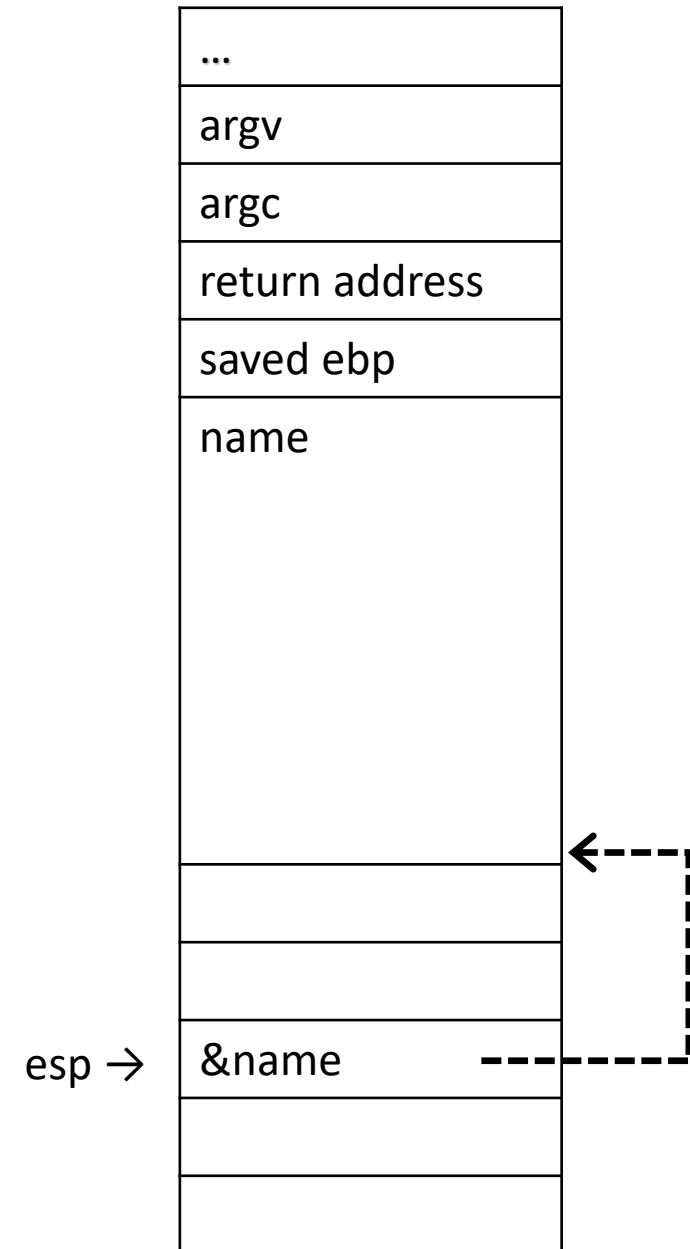 ...
argv
argc
return address
saved ebp
name
esp → &name